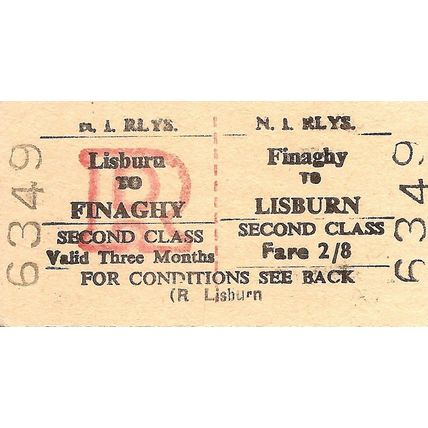 6349
N. I. RLYS.
Lisburn
TO
FINAGHY
SECOND CLASS
Valid Three Months
R
N. I. RLYS.
Finaghy
TO
LISBURN
SECOND CLASS
Fare 2/8
FOR CONDITIONS SEE BACK
(R Lisburn
6349